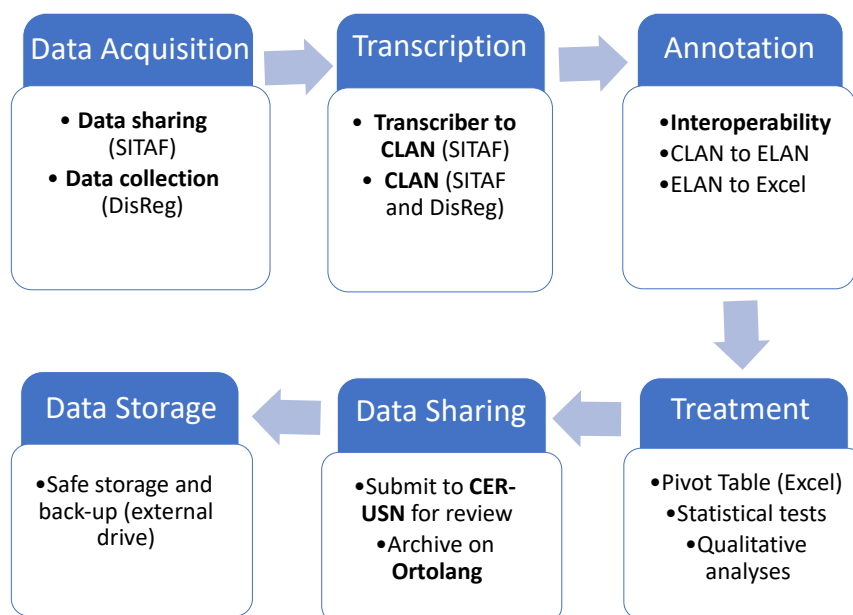 Data Acquisition
• Data sharing
(SITAF)
• Data collection
(DisReg)
Transcription
• Transcriber to
CLAN (SITAF)
• CLAN (SITAF
and DisReg)
Annotation
•Interoperability
•CLAN to ELAN
•ELAN to Excel
Treatment
•Pivot Table (Excel)
•Statistical tests
•Qualitative
analyses
Data Sharing
•Submit to CER-
USN for review
•Archive on
Ortolang
Data Storage
•Safe storage and
back-up (external
drive)